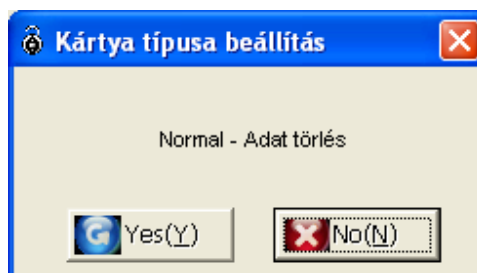 Kártya típusa beállítás
Normal - Adat törlés
Yes(Y) No(N)